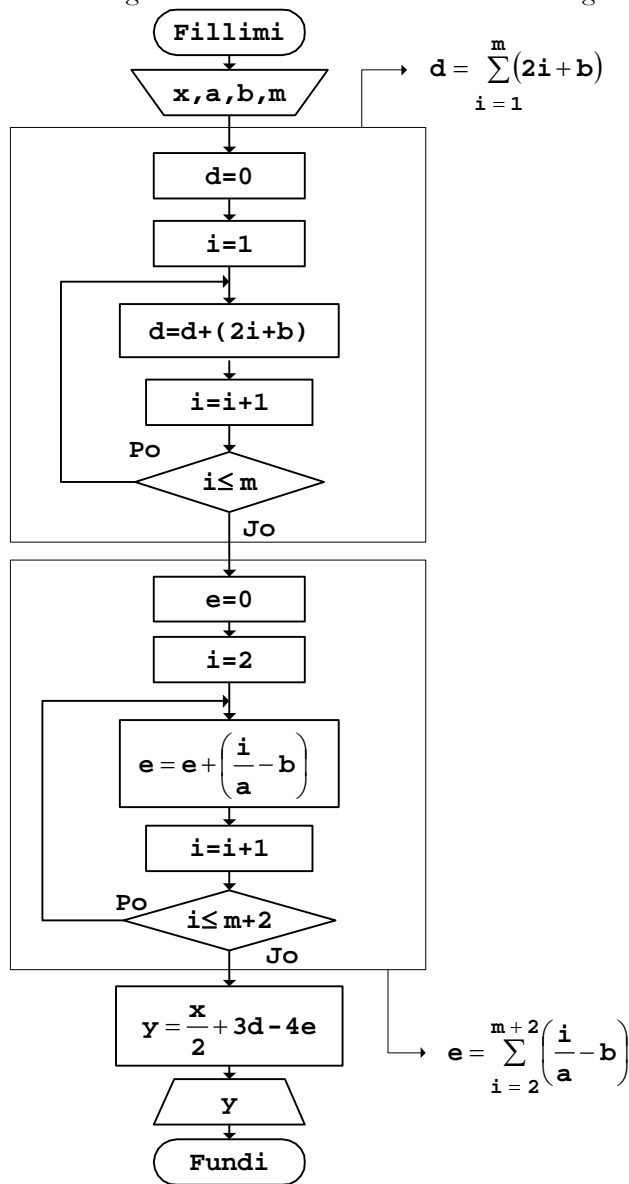 Fillimi
x,a,b,m
d = ∑_{i = 1}^{m} (2i + b)
d=0
i=1
d=d+(2i+b)
i=i+1
Po
i≤ m
Jo
e=0
i=2
e = e + (i/a − b)
i=i+1
Po
i≤ m+2
Jo
y = x/2 + 3d - 4e
e = ∑_{i = 2}^{m + 2} (i/a − b)
y
Fundi